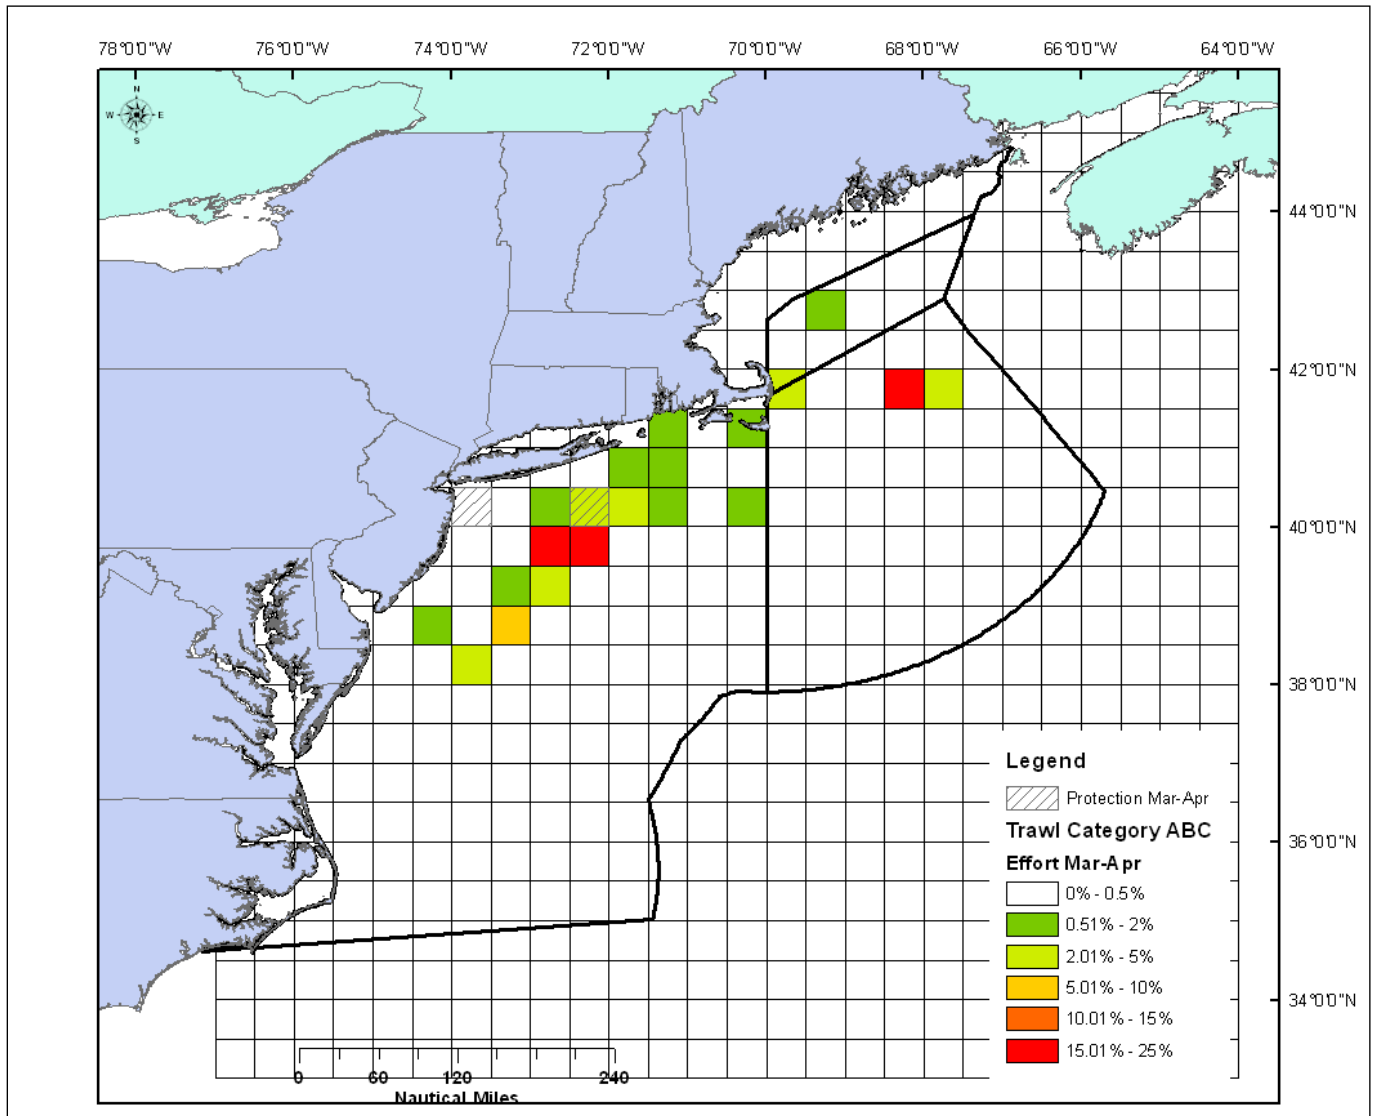 78°0'0"W 76°0'0"W 74°0'0"W 72°0'0"W 70°0'0"W 68°0'0"W 66°0'0"W 64°0'0"W
N
W E
S
44°0'0"N
42°0'0"N
40°0'0"N
38°0'0"N
36°0'0"N
34°0'0"N
Legend
Protection Mar-Apr
Trawl Category ABC
Effort Mar-Apr
0% - 0.5%
0.51% - 2%
2.01% - 5%
5.01% - 10%
10.01% - 15%
15.01% - 25%
0 60 120 240
Nautical Miles